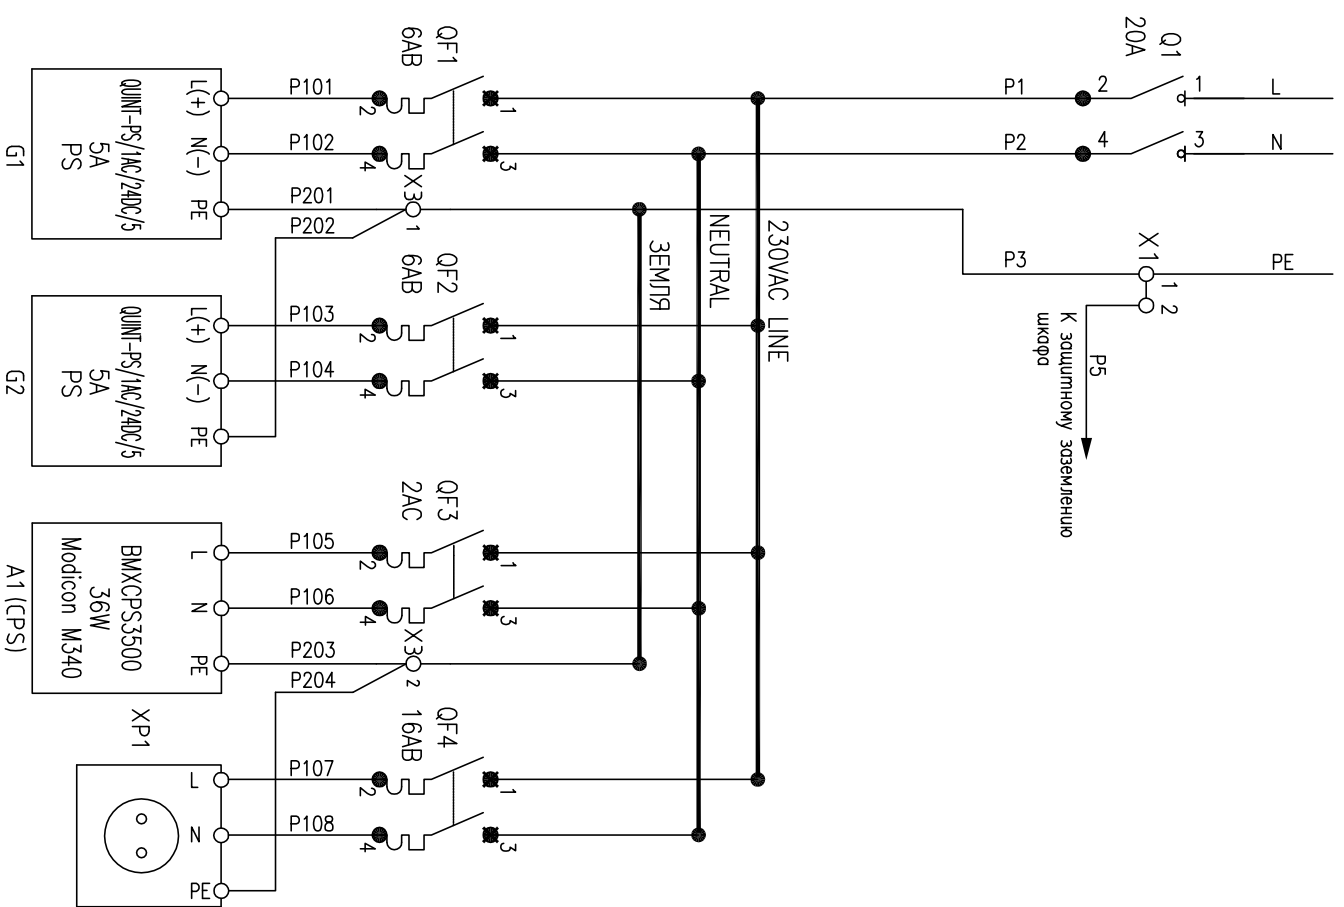 Q1
20A
1
2
L
P1
3
4
N
P2
X1
1
2
PE
P3
P5
К защитному заземлению
шкафа
230VAC LINE
NEUTRAL
ЗЕМЛЯ
QF1
6AB
1
2
3
4
P101
P102
X3
1
P201
P202
L(+)
N(-)
PE
QUINT-PS/1AC/24DC/5
5A
PS
G1
QF2
6AB
1
2
3
4
P103
P104
L(+)
N(-)
PE
QUINT-PS/1AC/24DC/5
5A
PS
G2
QF3
2AC
1
2
3
4
P105
P106
X3
2
P203
P204
L
N
PE
BMXCPS3500
36W
Modicon M340
A1(CPS)
QF4
16AB
1
2
3
4
P107
P108
XP1
L
N
PE